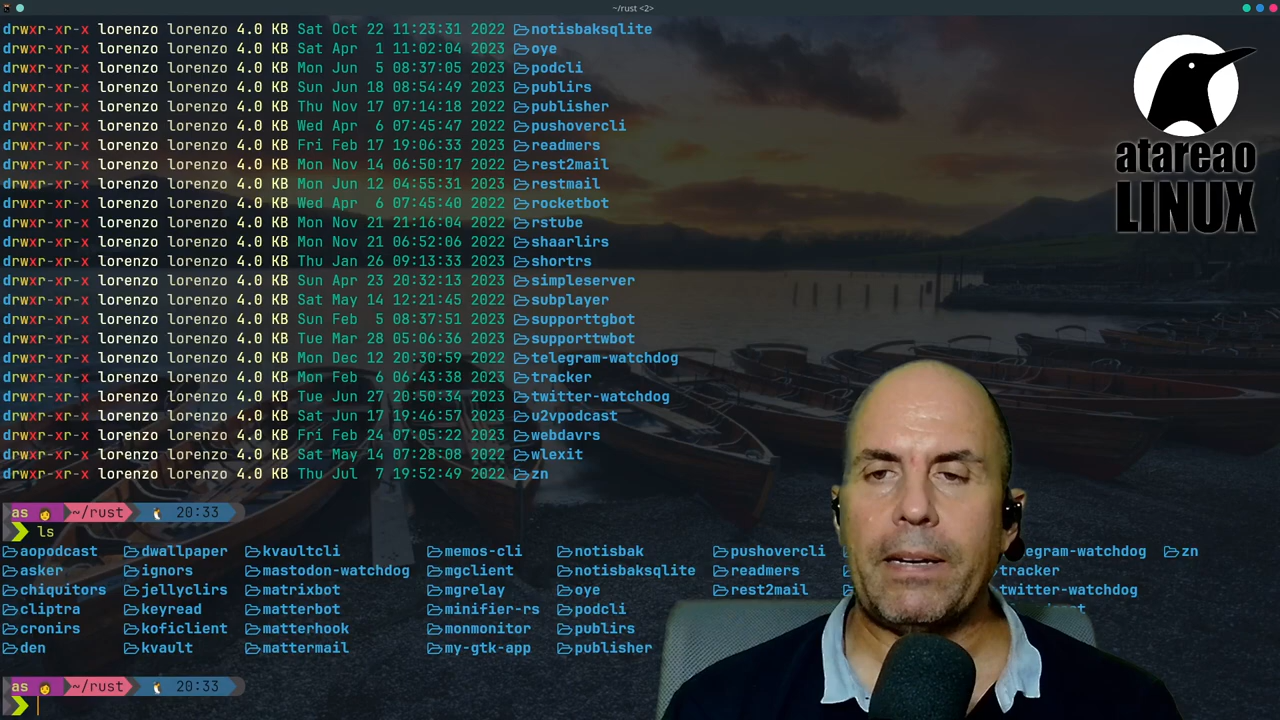 ~/rust <2>
drwxr-xr-x lorenzo lorenzo 4.0 KB Sat Oct 22 11:23:31 2022 notisbaksqlite
drwxr-xr-x lorenzo lorenzo 4.0 KB Sat Apr  1 11:02:04 2023 oye
drwxr-xr-x lorenzo lorenzo 4.0 KB Mon Jun  5 08:37:05 2023 podcli
drwxr-xr-x lorenzo lorenzo 4.0 KB Sun Jun 18 08:54:49 2023 publirs
drwxr-xr-x lorenzo lorenzo 4.0 KB Thu Nov 17 07:14:18 2022 publisher
drwxr-xr-x lorenzo lorenzo 4.0 KB Wed Apr  6 07:45:47 2022 pushovercli
drwxr-xr-x lorenzo lorenzo 4.0 KB Fri Feb 17 19:06:33 2023 readmers
drwxr-xr-x lorenzo lorenzo 4.0 KB Mon Nov 14 06:50:17 2022 rest2mail
drwxr-xr-x lorenzo lorenzo 4.0 KB Mon Jun 12 04:55:31 2023 restmail
drwxr-xr-x lorenzo lorenzo 4.0 KB Wed Apr  6 07:45:40 2022 rocketbot
drwxr-xr-x lorenzo lorenzo 4.0 KB Mon Nov 21 21:16:04 2022 rstube
drwxr-xr-x lorenzo lorenzo 4.0 KB Mon Nov 21 06:52:06 2022 shaarlirs
drwxr-xr-x lorenzo lorenzo 4.0 KB Thu Jan 26 09:13:33 2023 shortrs
drwxr-xr-x lorenzo lorenzo 4.0 KB Sun Apr 23 20:32:13 2023 simpleserver
drwxr-xr-x lorenzo lorenzo 4.0 KB Sat May 14 12:21:45 2022 subplayer
drwxr-xr-x lorenzo lorenzo 4.0 KB Sun Feb  5 08:37:51 2023 supporttgbot
drwxr-xr-x lorenzo lorenzo 4.0 KB Tue Mar 28 05:06:36 2023 supporttwbot
drwxr-xr-x lorenzo lorenzo 4.0 KB Mon Dec 12 20:30:59 2022 telegram-watchdog
drwxr-xr-x lorenzo lorenzo 4.0 KB Mon Feb  6 06:43:38 2023 tracker
drwxr-xr-x lorenzo lorenzo 4.0 KB Tue Jun 27 20:50:34 2023 twitter-watchdog
drwxr-xr-x lorenzo lorenzo 4.0 KB Sat Jun 17 19:46:57 2023 u2vpodcast
drwxr-xr-x lorenzo lorenzo 4.0 KB Fri Feb 24 07:05:22 2023 webdavrs
drwxr-xr-x lorenzo lorenzo 4.0 KB Sat May 14 07:28:08 2022 wlexit
drwxr-xr-x lorenzo lorenzo 4.0 KB Thu Jul  7 19:52:49 2022 zn
atareao
LINUX
as ~/rust 20:33
ls
aopodcast dwallpaper kvaultcli memos-cli notisbak pushovercli egram-watchdog zn
asker ignors mastodon-watchdog mgclient notisbaksqlite readmers tracker
chiquitors jellyclirs matrixbot mgrelay oye rest2mail twitter-watchdog
cliptra keyread matterbot minifier-rs podcli
cronirs koficlient matterhook monmonitor publirs
den kvault mattermail my-gtk-app publisher
as ~/rust 20:33